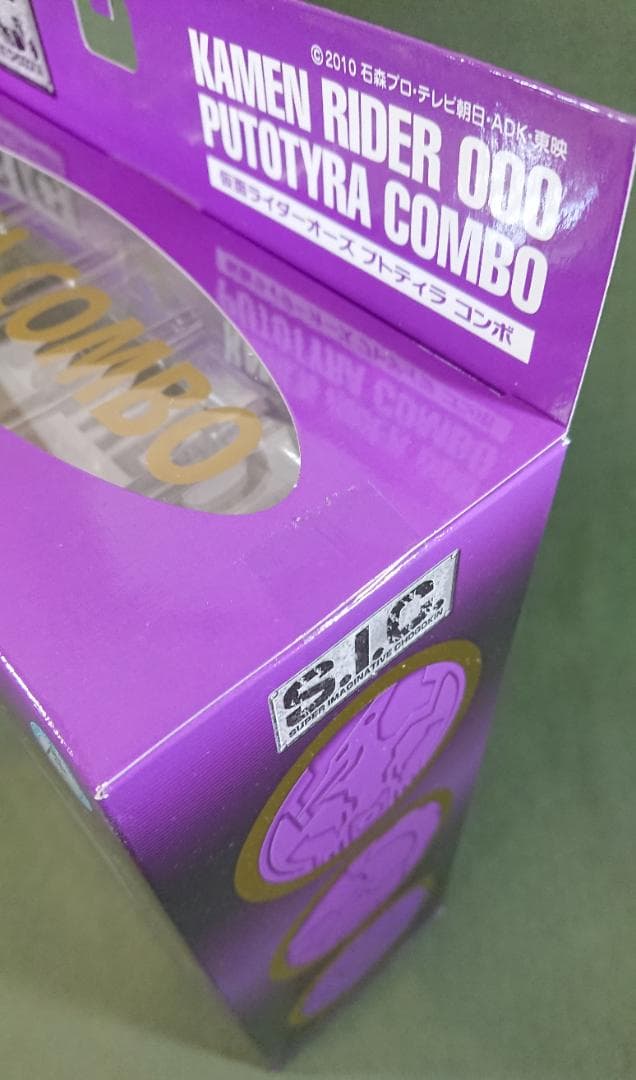 ©2010 石森プロ・テレビ朝日・ADK・東映
KAMEN RIDER OOO
PUTOTYRA COMBO
仮面ライダーオーズ プトティラ コンボ
COMBO
S.I.C.
SUPER IMAGINATIVE CHOGOKIN